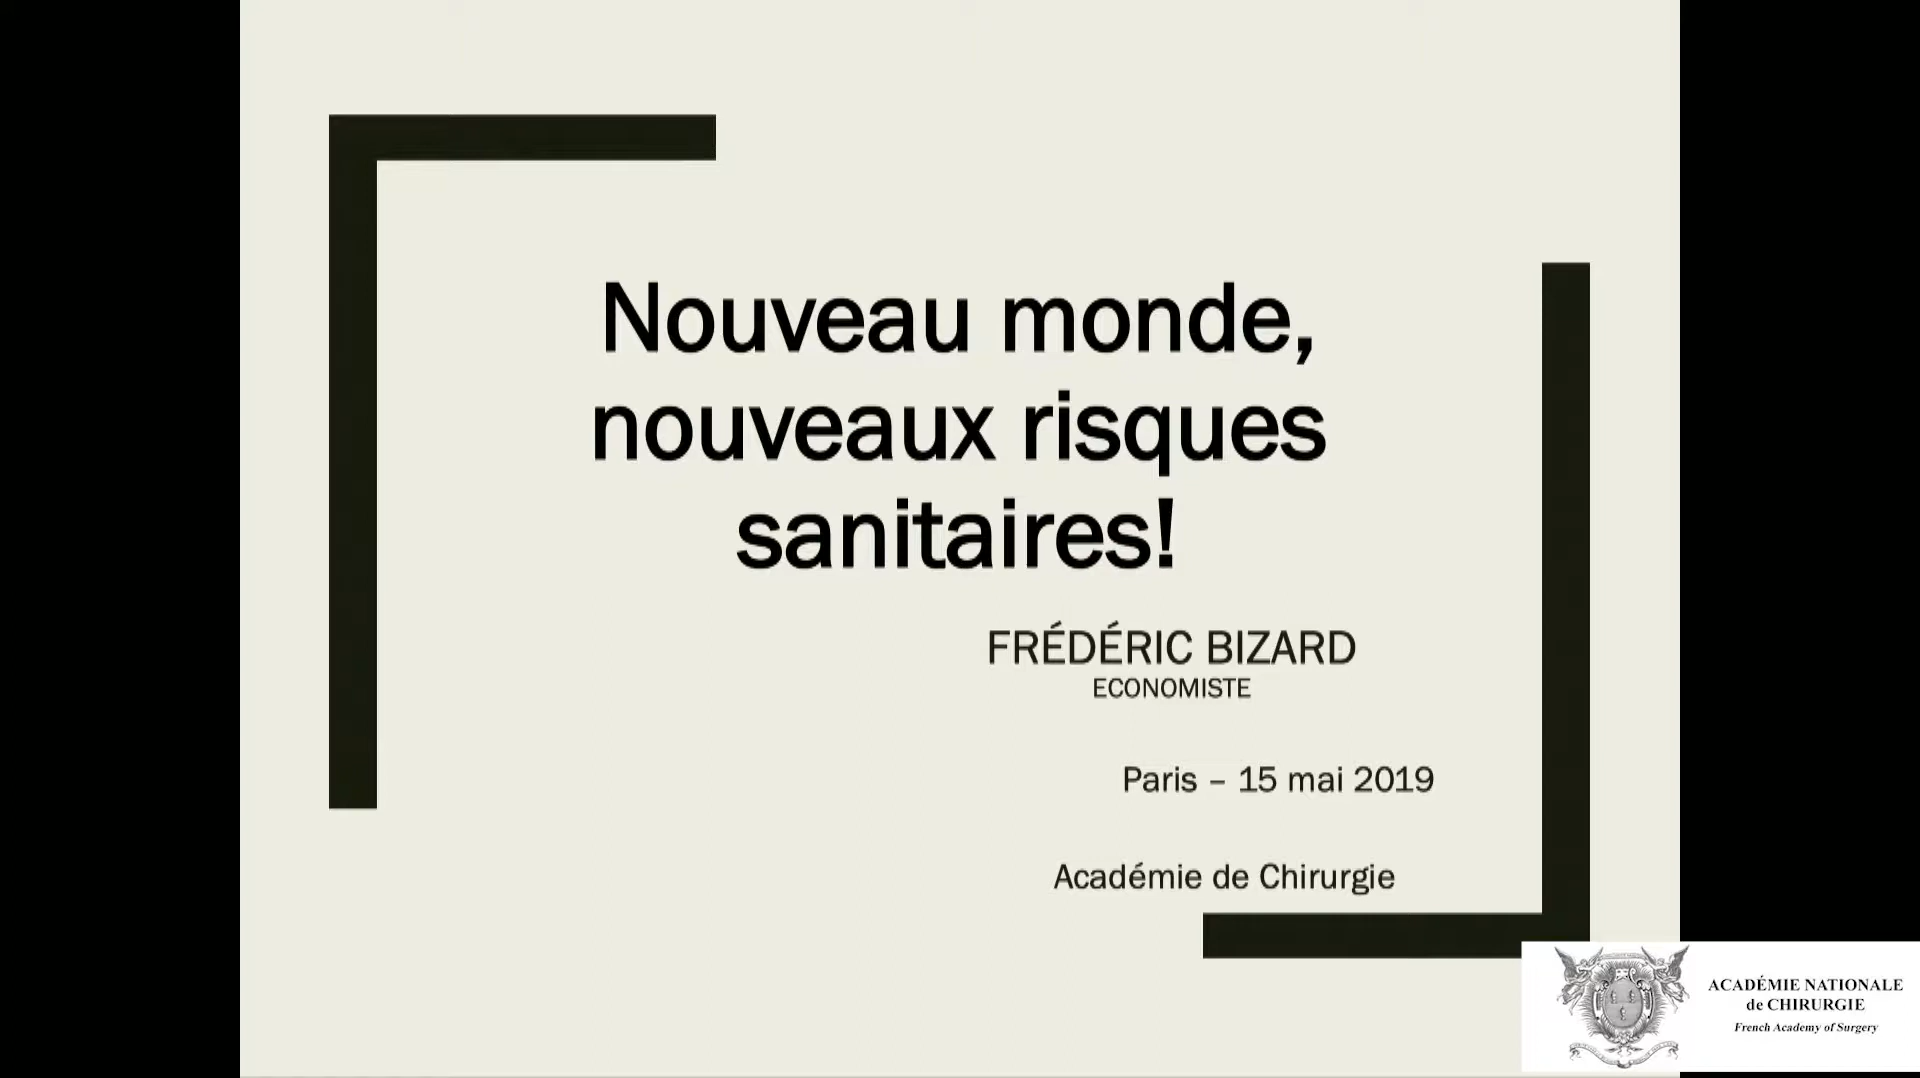 Nouveau monde,
nouveaux risques
sanitaires!
FRÉDÉRIC BIZARD
ECONOMISTE
Paris – 15 mai 2019
Académie de Chirurgie
ACADÉMIE NATIONALE
de CHIRURGIE
French Academy of Surgery